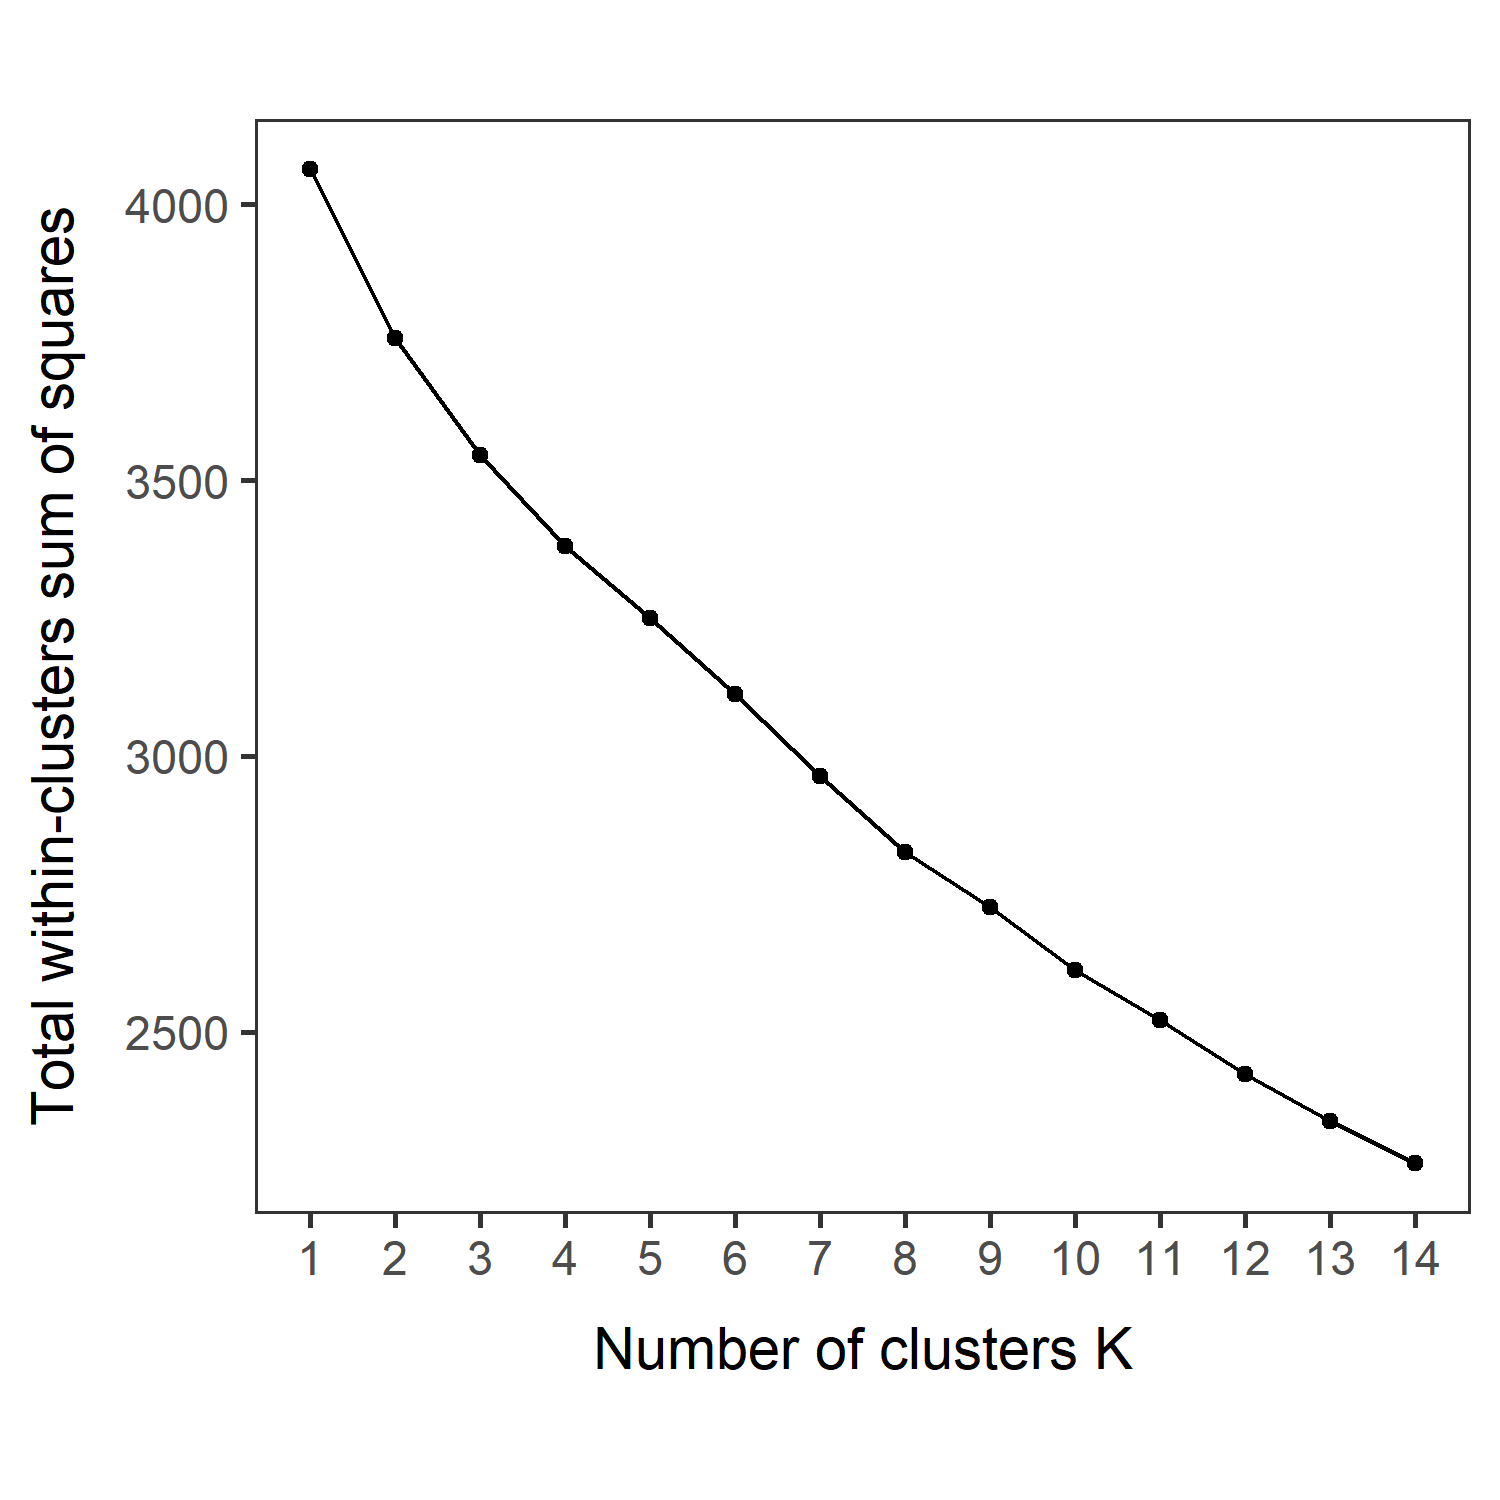 Total within-clusters sum of squares
4000
3500
3000
2500
1 2 3 4 5 6 7 8 9 10 11 12 13 14
Number of clusters K